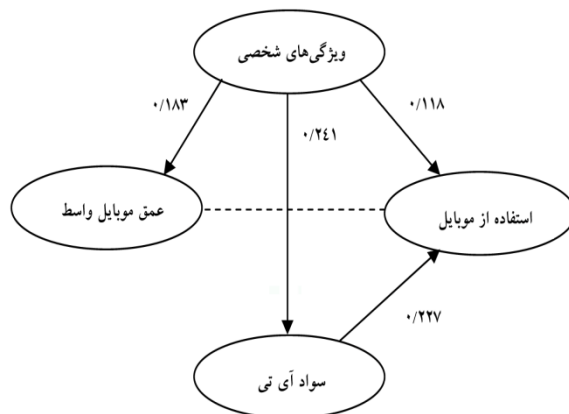 ویژگی‌های شخصی
۰/۱۸۳
۰/۲۴۱
۰/۱۱۸
عمق موبایل واسط
استفاده از موبایل
۰/۲۲۷
سواد آی تی